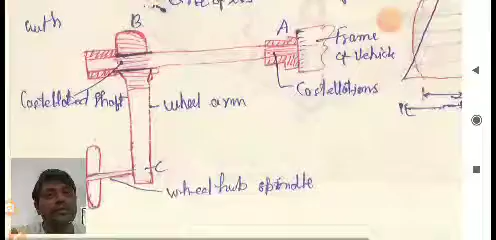 with
B
A
Frame
of vehicle
Castellations
Castellated shaft
wheel arm
C
wheel hub spindle